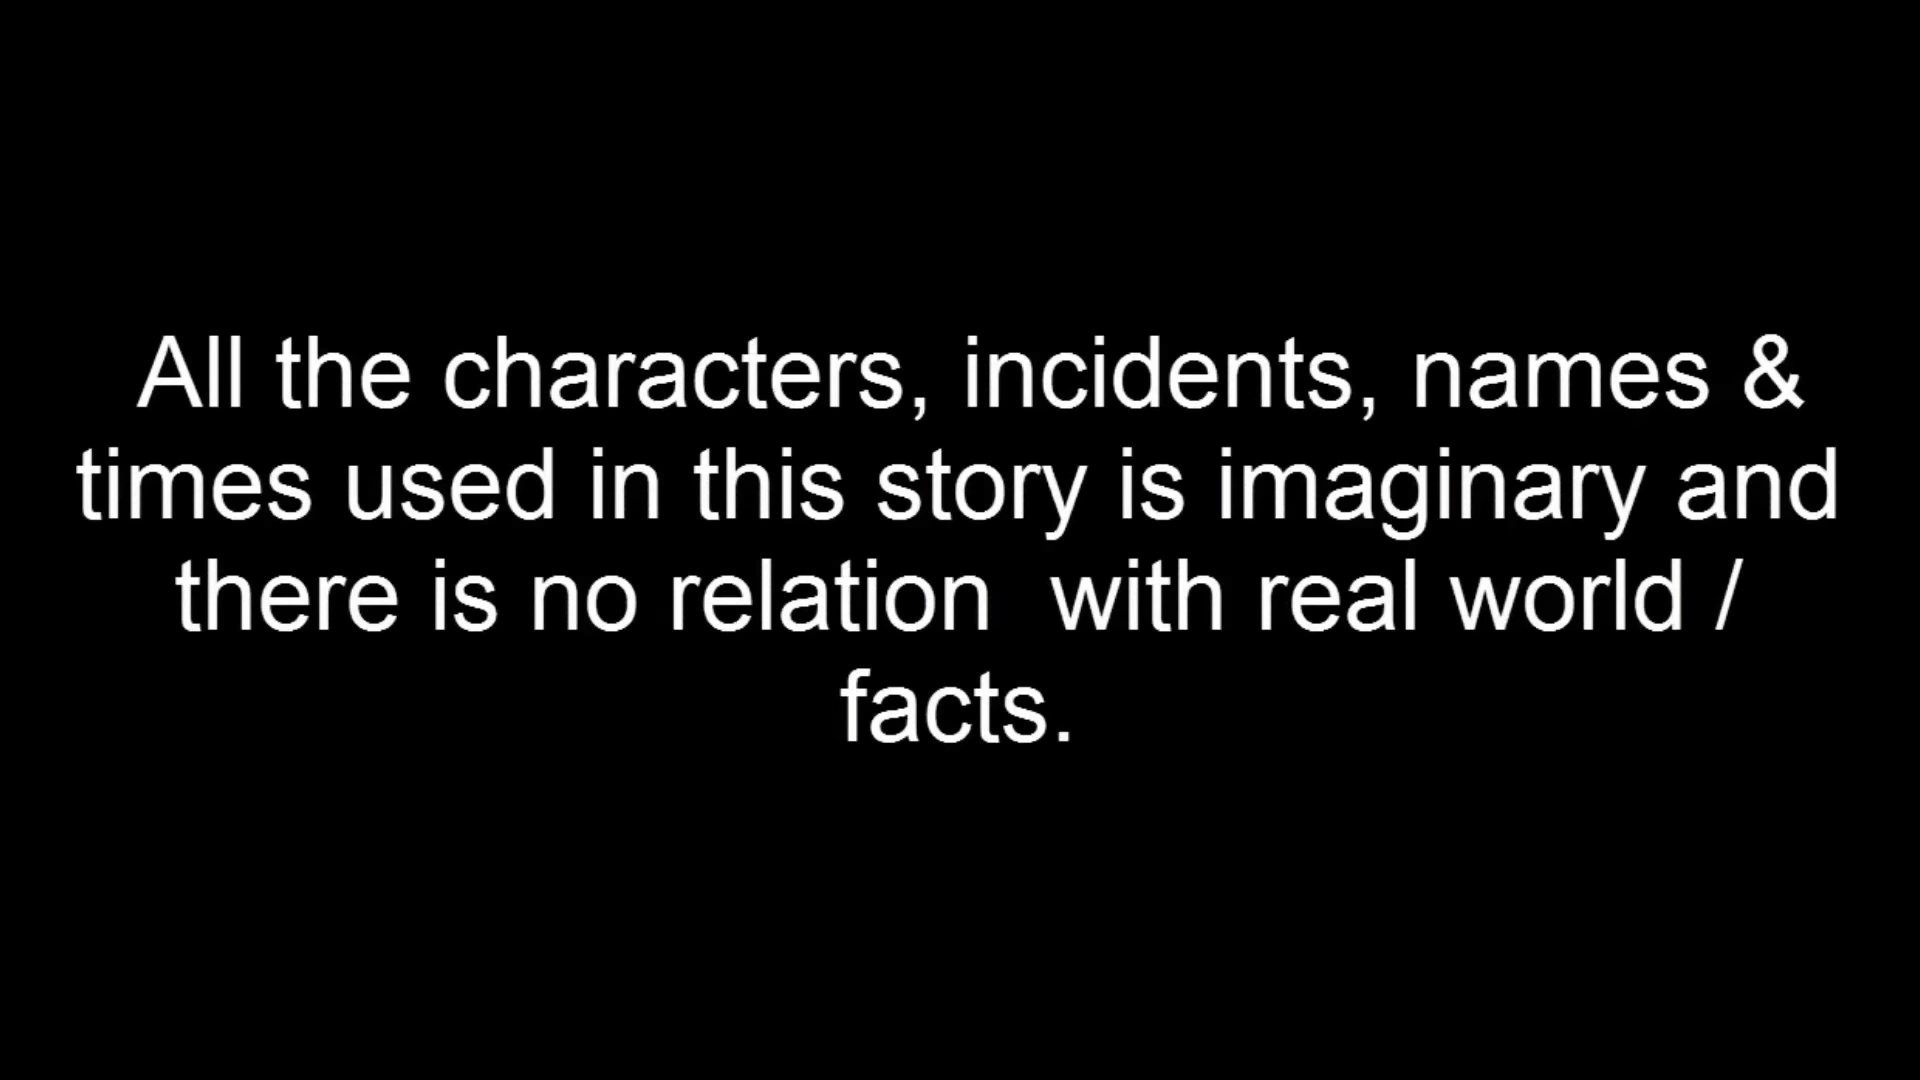 All the characters, incidents, names &
times used in this story is imaginary and
there is no relation  with real world /
facts.